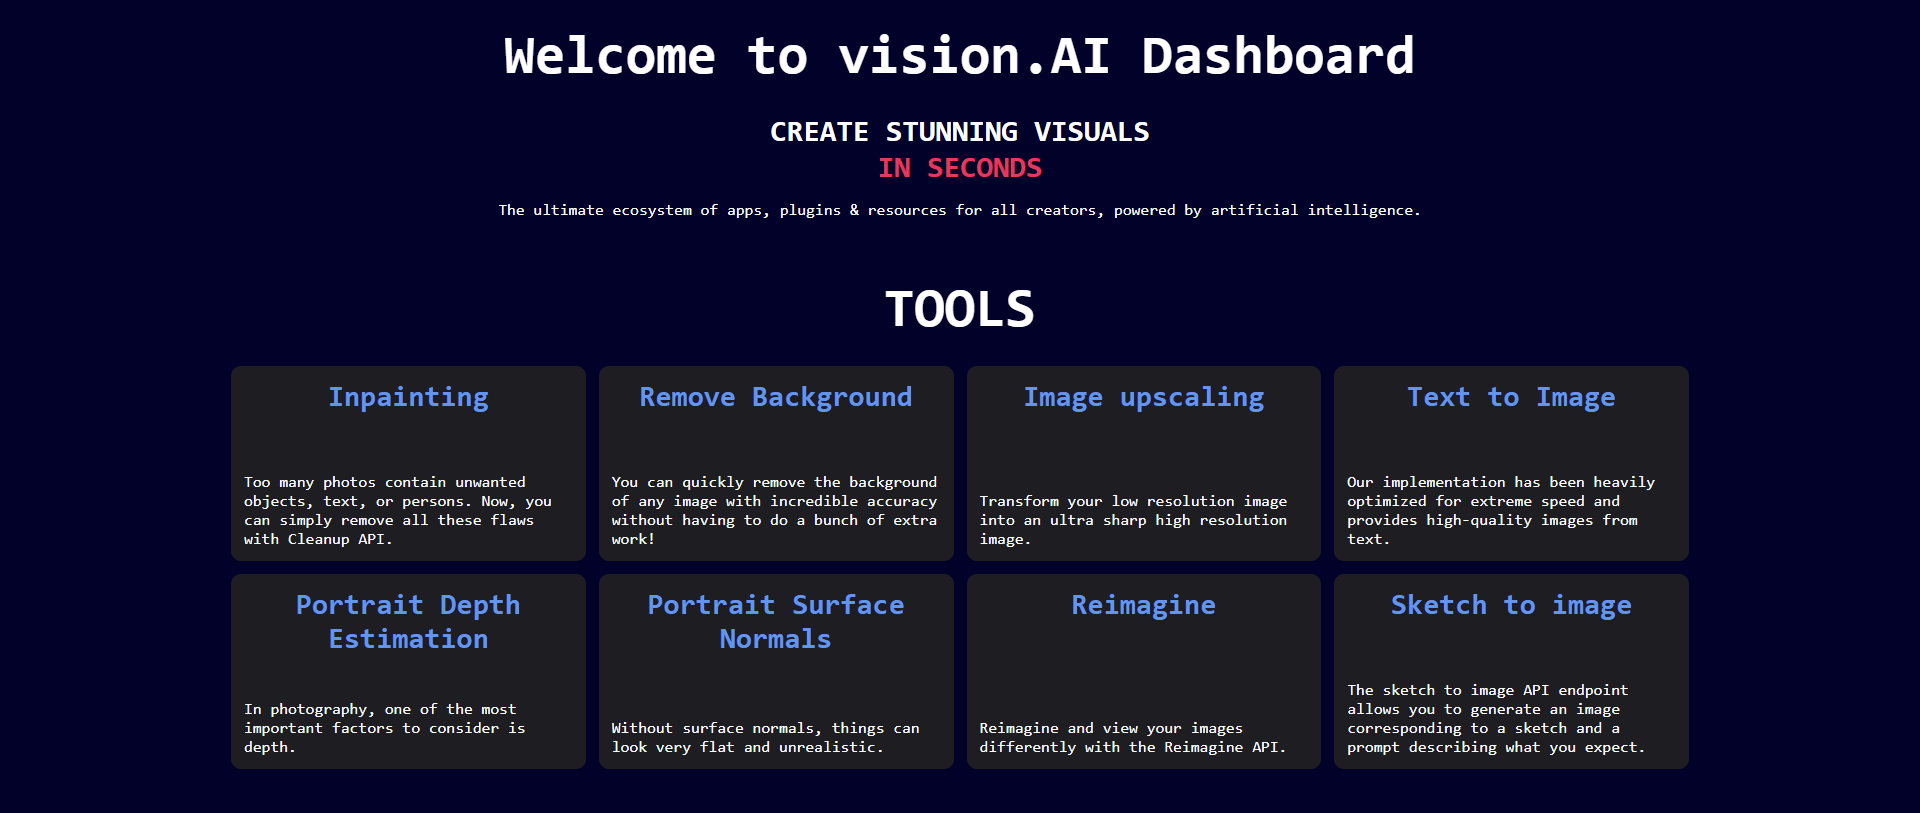 Welcome to vision.AI Dashboard
CREATE STUNNING VISUALS
IN SECONDS
The ultimate ecosystem of apps, plugins & resources for all creators, powered by artificial intelligence.
TOOLS
Inpainting
Too many photos contain unwanted
objects, text, or persons. Now, you
can simply remove all these flaws
with Cleanup API.
Remove Background
You can quickly remove the background
of any image with incredible accuracy
without having to do a bunch of extra
work!
Image upscaling
Transform your low resolution image
into an ultra sharp high resolution
image.
Text to Image
Our implementation has been heavily
optimized for extreme speed and
provides high-quality images from
text.
Portrait Depth
Estimation
In photography, one of the most
important factors to consider is
depth.
Portrait Surface
Normals
Without surface normals, things can
look very flat and unrealistic.
Reimagine
Reimagine and view your images
differently with the Reimagine API.
Sketch to image
The sketch to image API endpoint
allows you to generate an image
corresponding to a sketch and a
prompt describing what you expect.